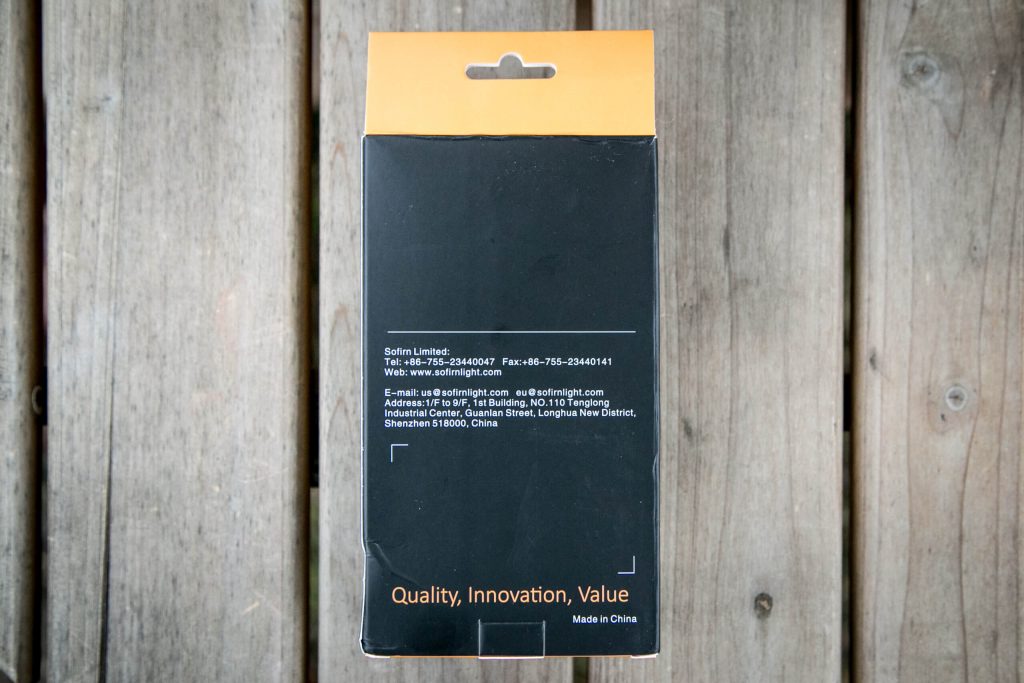 Sofirn Limited:
Tel: +86-755-23440047 Fax:+86-755-23440141
Web: www.sofirnlight.com
E-mail: us@sofirnlight.com eu@sofirnlight.com
Address:1/F to 9/F, 1st Building, NO.110 Tenglong
Industrial Center, Guanlan Street, Longhua New District,
Shenzhen 518000, China
Quality, Innovation, Value
Made in China